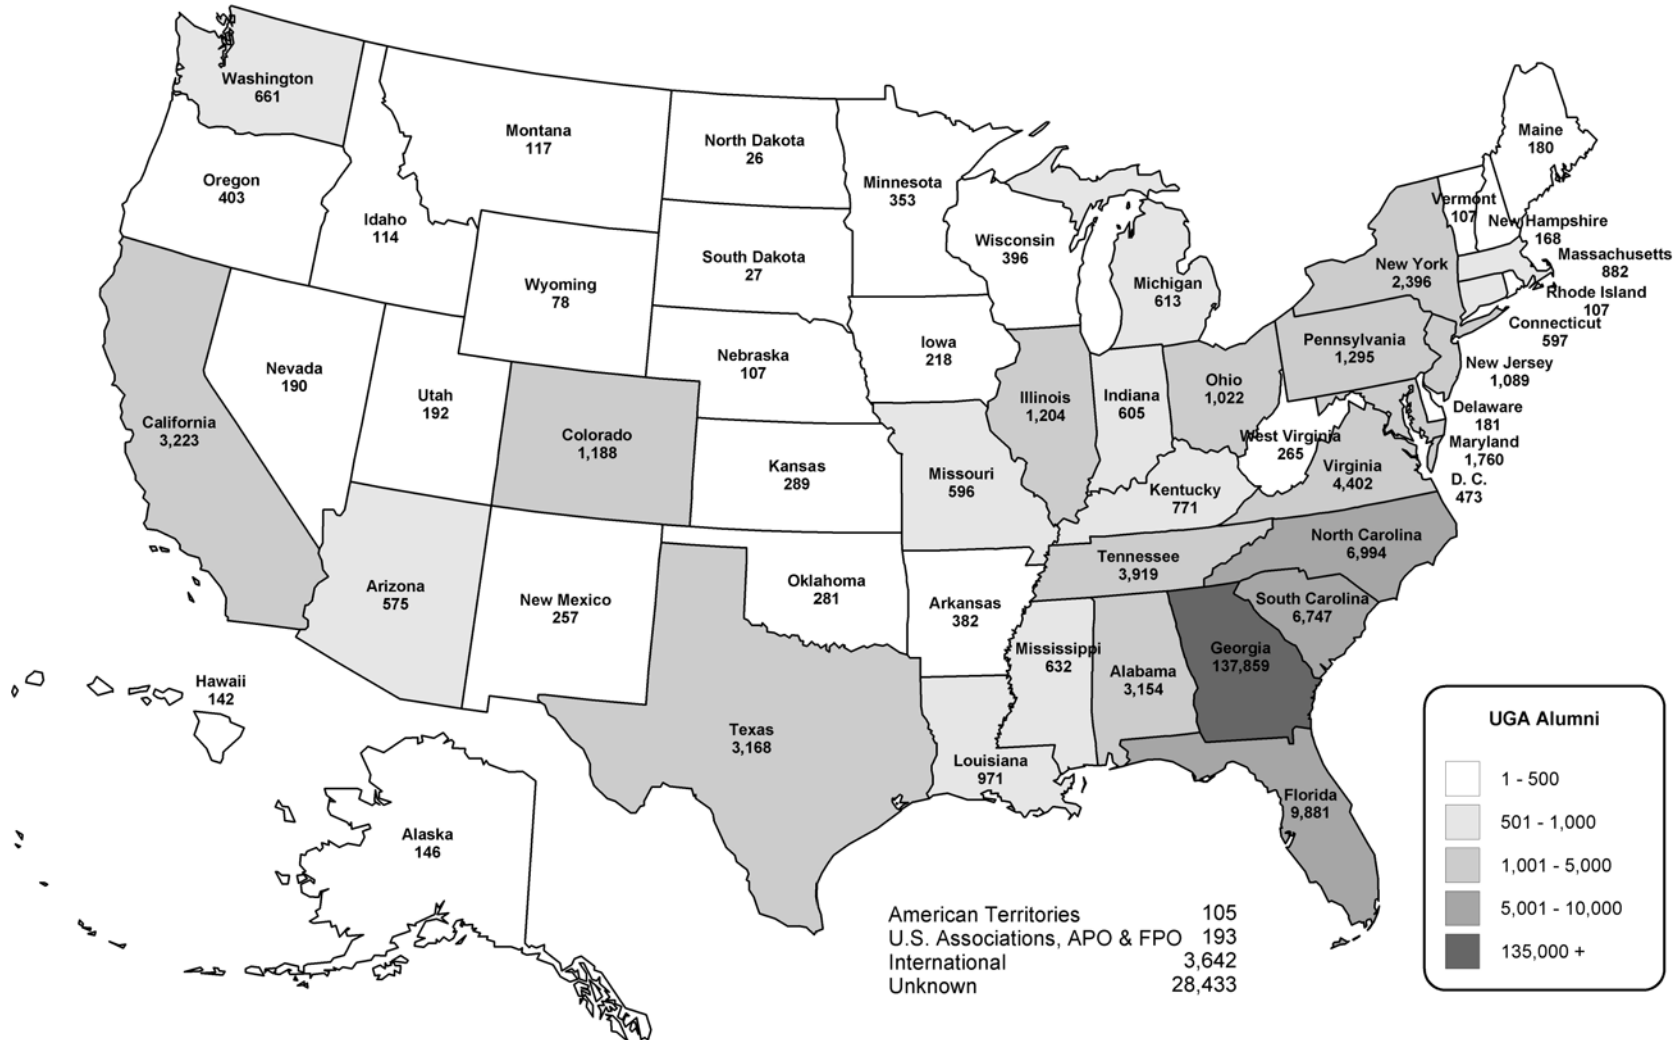 Washington
661
Oregon
403
California
3,223
Nevada
190
Idaho
114
Montana
117
Wyoming
78
Utah
192
Arizona
575
Colorado
1,188
New Mexico
257
North Dakota
26
South Dakota
27
Nebraska
107
Kansas
289
Oklahoma
281
Texas
3,168
Minnesota
353
Iowa
218
Missouri
596
Arkansas
382
Louisiana
971
Wisconsin
396
Illinois
1,204
Michigan
613
Indiana
605
Ohio
1,022
Kentucky
771
Tennessee
3,919
Mississippi
632
Alabama
3,154
Georgia
137,859
Florida
9,881
South Carolina
6,747
North Carolina
6,994
Virginia
4,402
West Virginia
265
Pennsylvania
1,295
New York
2,396
Maine
180
Vermont
107
New Hampshire
168
Massachusetts
882
Rhode Island
107
Connecticut
597
New Jersey
1,089
Delaware
181
Maryland
1,760
D. C.
473
Hawaii
142
Alaska
146
American Territories 105
U.S. Associations, APO & FPO 193
International 3,642
Unknown 28,433
UGA Alumni
1 - 500
501 - 1,000
1,001 - 5,000
5,001 - 10,000
135,000 +